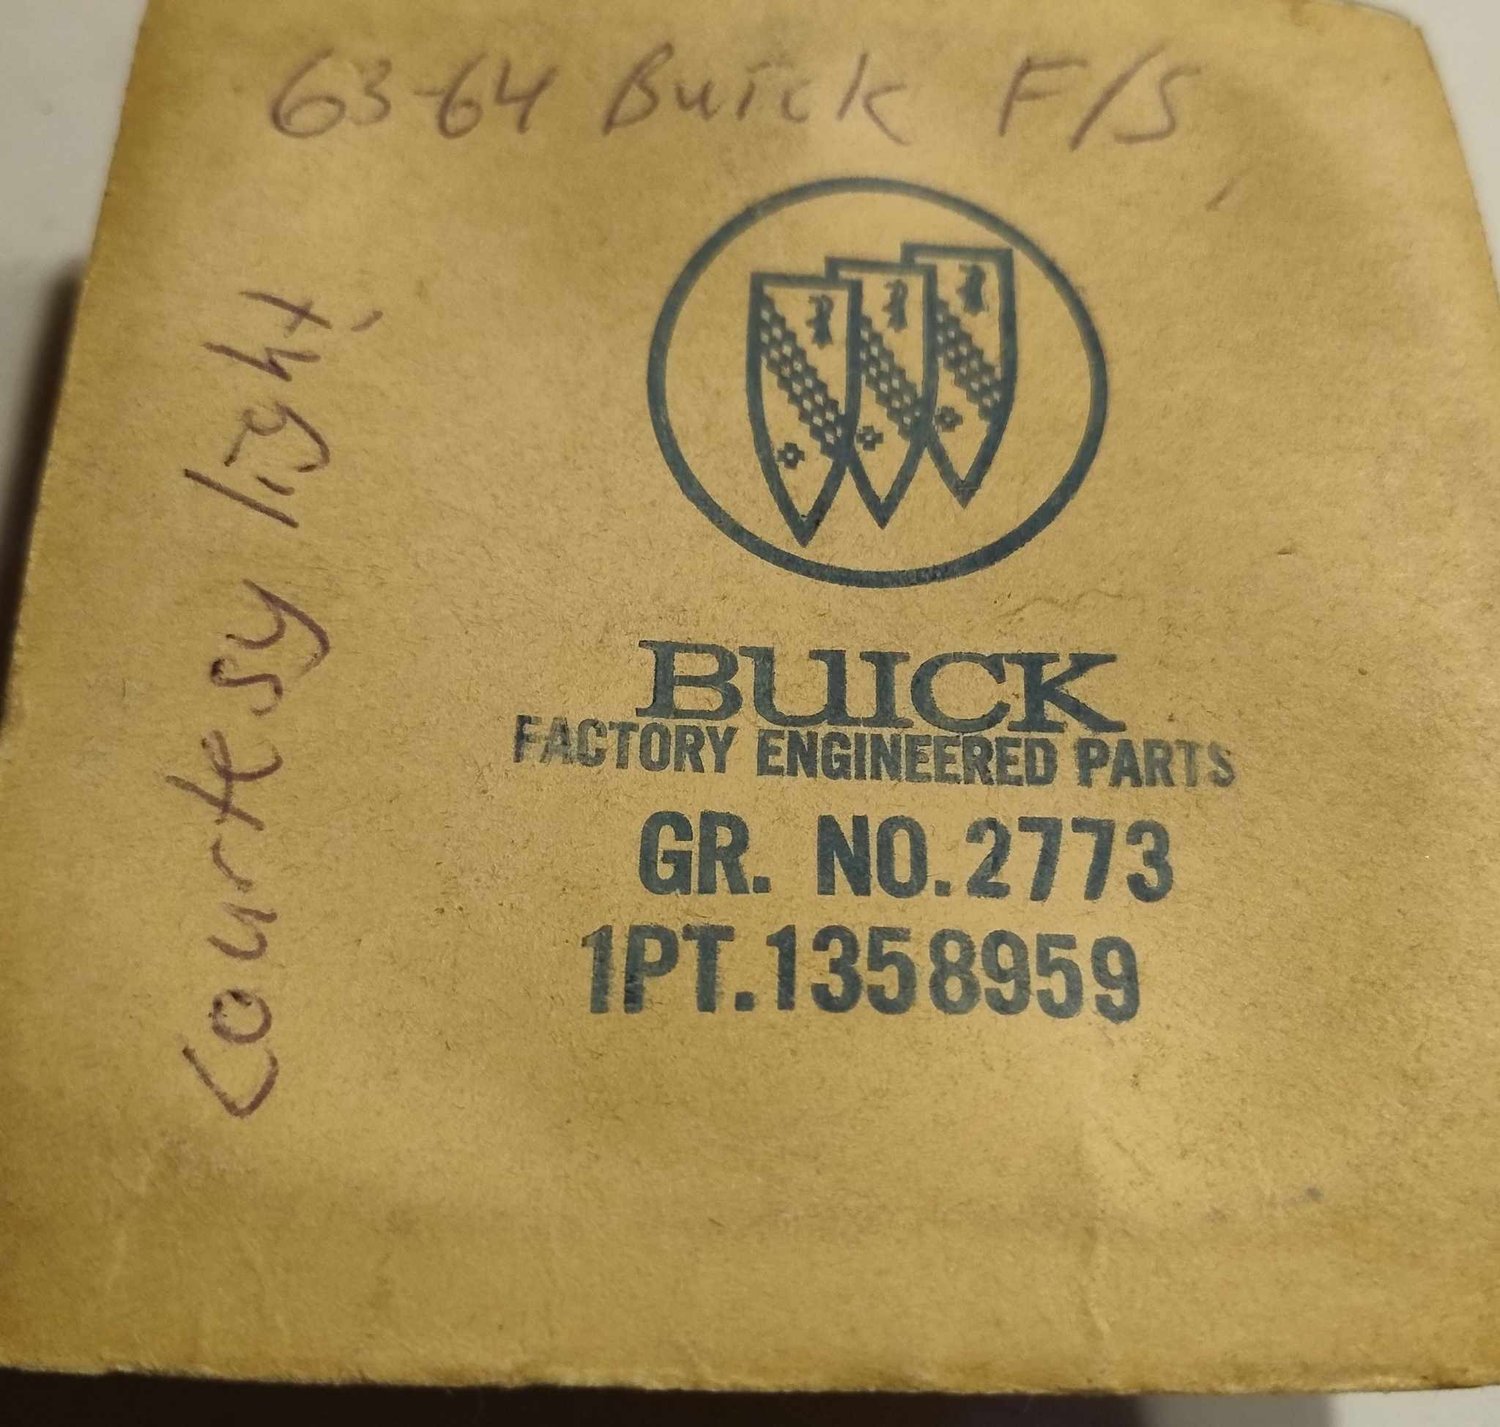 63-64 Buick F/S
Courtesy light
BUICK
FACTORY ENGINEERED PARTS
GR. NO. 2773
1PT. 1358959